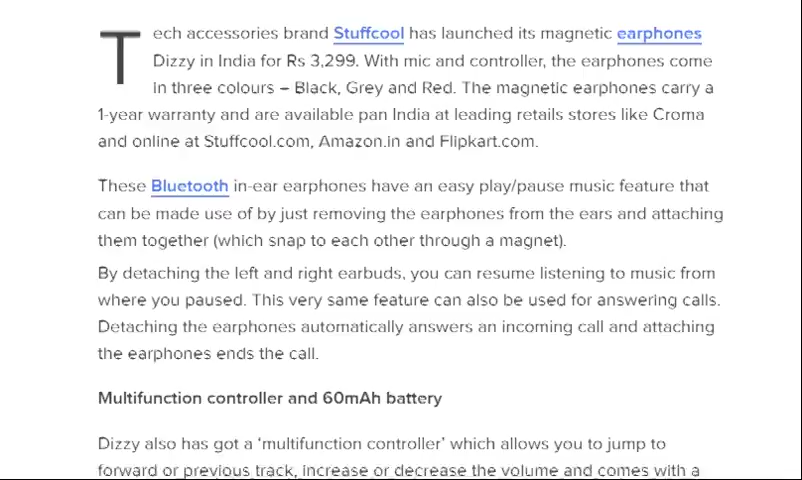 Tech accessories brand Stuffcool has launched its magnetic earphones
Dizzy in India for Rs 3,299. With mic and controller, the earphones come
in three colours – Black, Grey and Red. The magnetic earphones carry a
1-year warranty and are available pan India at leading retails stores like Croma
and online at Stuffcool.com, Amazon.in and Flipkart.com.
These Bluetooth in-ear earphones have an easy play/pause music feature that
can be made use of by just removing the earphones from the ears and attaching
them together (which snap to each other through a magnet).
By detaching the left and right earbuds, you can resume listening to music from
where you paused. This very same feature can also be used for answering calls.
Detaching the earphones automatically answers an incoming call and attaching
the earphones ends the call.
Multifunction controller and 60mAh battery
Dizzy also has got a ‘multifunction controller’ which allows you to jump to
forward or previous track, increase or decrease the volume and comes with a